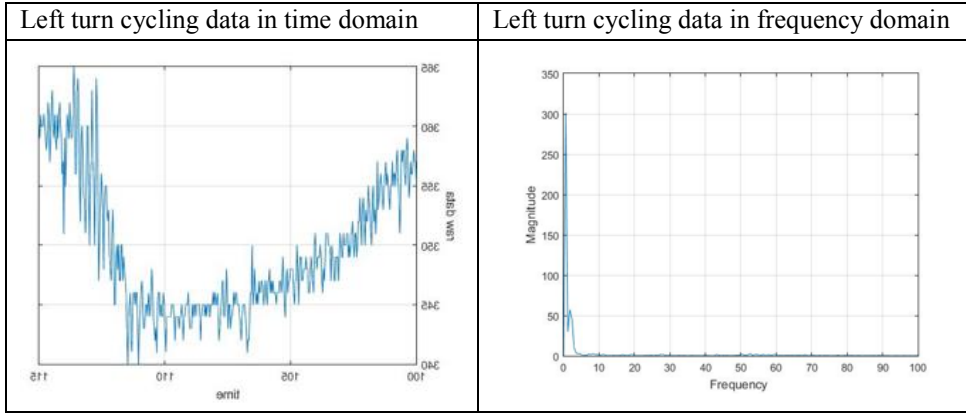 Left turn cycling data in time domain
Left turn cycling data in frequency domain
365
360
355
350
345
340
raw data
115
110
105
100
time
350
300
250
200
150
100
50
0
Magnitude
0 10 20 30 40 50 60 70 80 90 100
Frequency